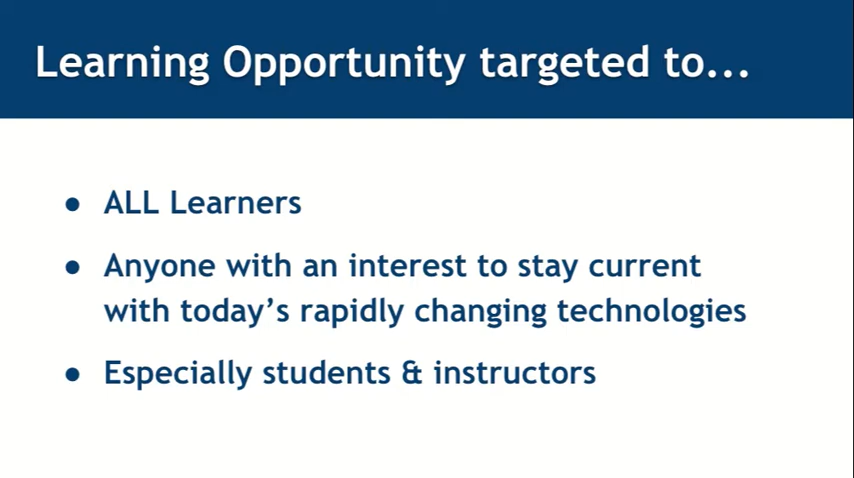 Learning Opportunity targeted to...
● ALL Learners
● Anyone with an interest to stay current
with today’s rapidly changing technologies
● Especially students & instructors